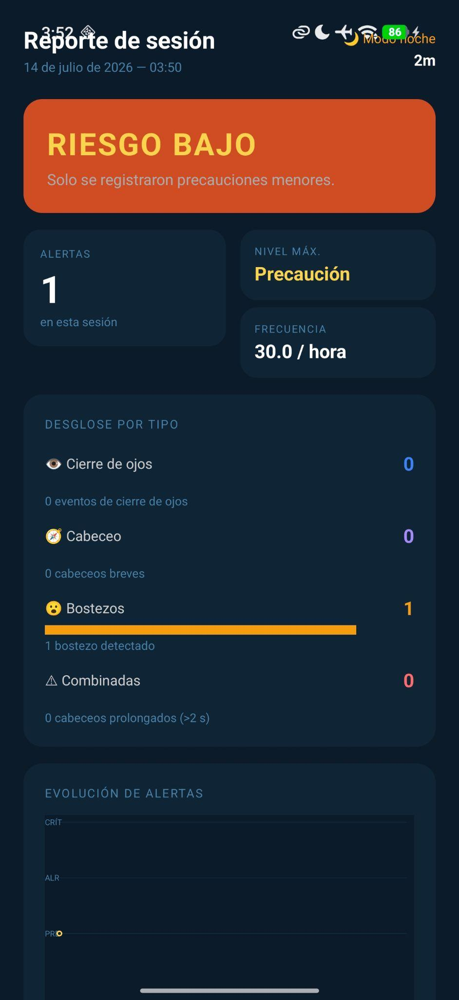 3:52
86
Reporte de sesión
Modo noche
14 de julio de 2026 — 03:50
2m
RIESGO BAJO
Solo se registraron precauciones menores.
ALERTAS
1
en esta sesión
NIVEL MÁX.
Precaución
FRECUENCIA
30.0 / hora
DESGLOSE POR TIPO
Cierre de ojos 0
0 eventos de cierre de ojos
Cabeceo 0
0 cabeceos breves
Bostezos 1
1 bostezo detectado
Combinadas 0
0 cabeceos prolongados (>2 s)
EVOLUCIÓN DE ALERTAS
CRÍT
ALR